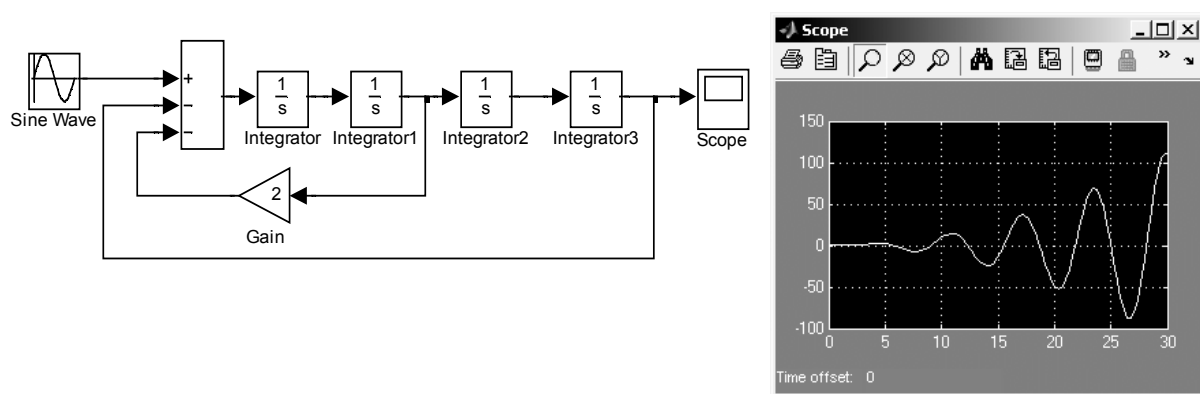 Sine Wave
+
−
−
1
s
Integrator
1
s
Integrator1
1
s
Integrator2
1
s
Integrator3
Scope
2
Gain
Scope
150
100
50
0
-50
-100
0 5 10 15 20 25 30
Time offset: 0